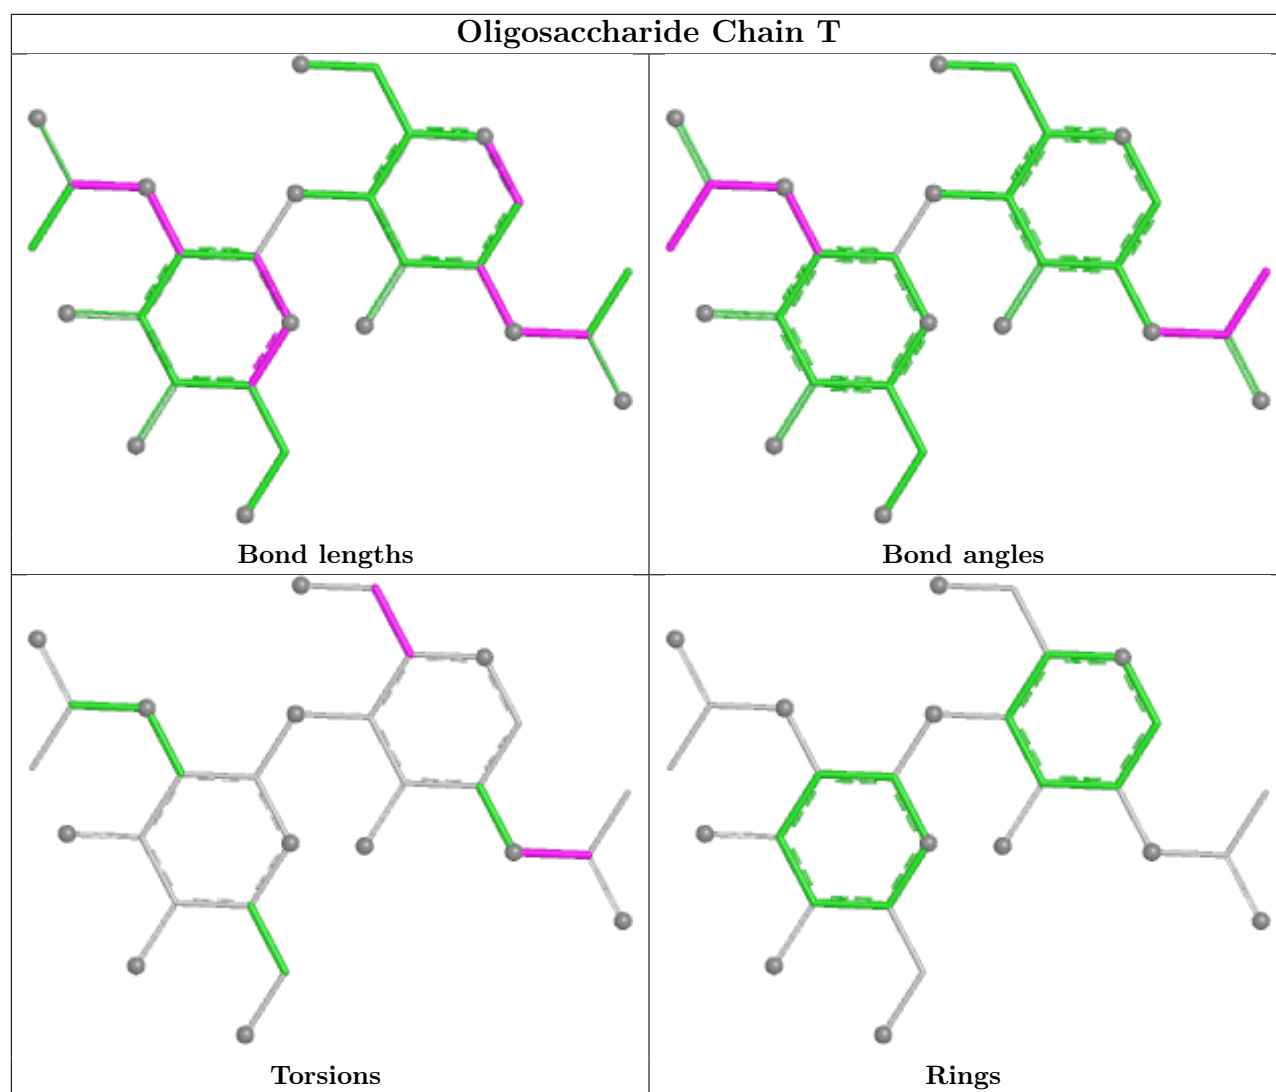 Oligosaccharide Chain T
Bond lengths
Bond angles
Torsions
Rings